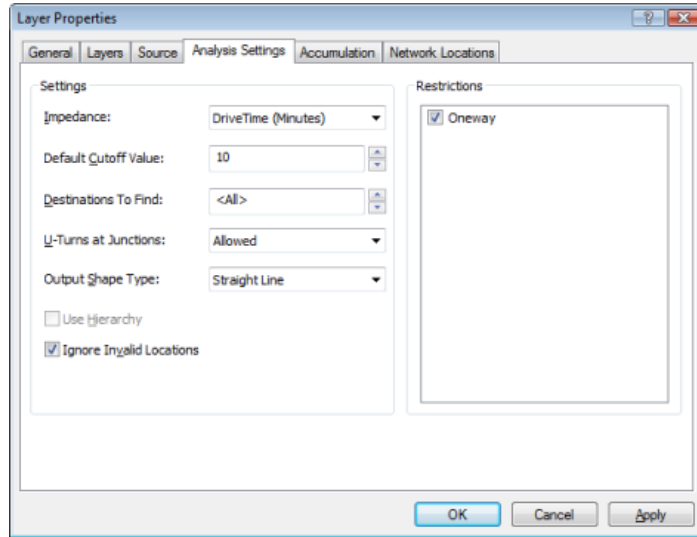 Layer Properties
General Layers Source Analysis Settings Accumulation Network Locations
Settings
Impedance: DriveTime (Minutes)
Default Cutoff Value: 10
Destinations To Find: <All>
U-Turns at Junctions: Allowed
Output Shape Type: Straight Line
Use Hierarchy
Ignore Invalid Locations
Restrictions
Oneway
OK Cancel Apply